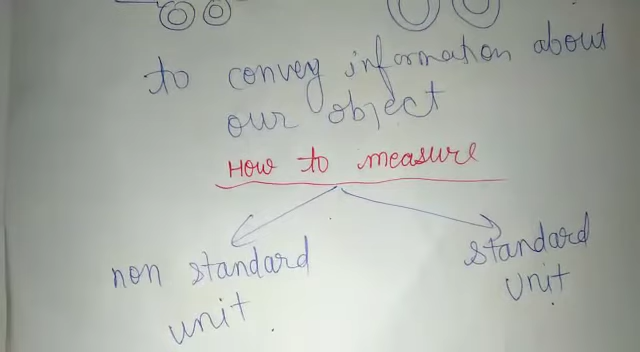 to convey information about
our object
How to measure
non standard
unit.
standard
unit.